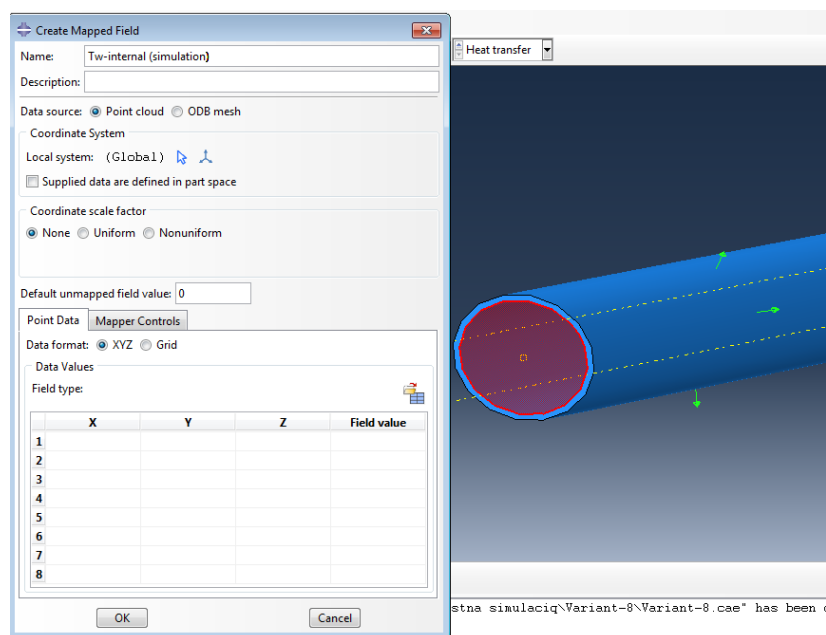 Create Mapped Field
Name: Tw-internal (simulation)
Heat transfer
Description:
Data source: Point cloud ODB mesh
Coordinate System
Local system: (Global)
Supplied data are defined in part space
Coordinate scale factor
None Uniform Nonuniform
Default unmapped field value: 0
Point Data Mapper Controls
Data format: XYZ Grid
Data Values
Field type:
X Y Z Field value
1
2
3
4
5
6
7
8
OK Cancel
stna simulaciq\Variant-8\Variant-8.cae" has been